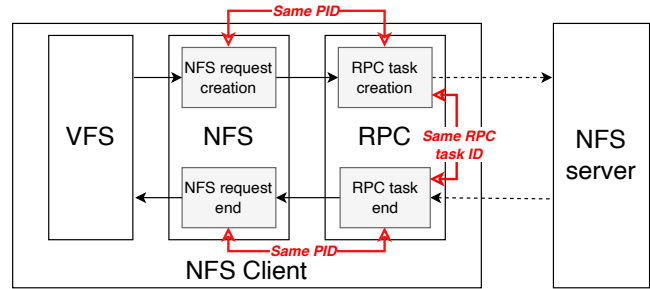 Same PID
NFS request
creation
RPC task
creation
VFS
NFS
RPC
Same RPC
task ID
NFS
server
NFS request
end
RPC task
end
Same PID
NFS Client